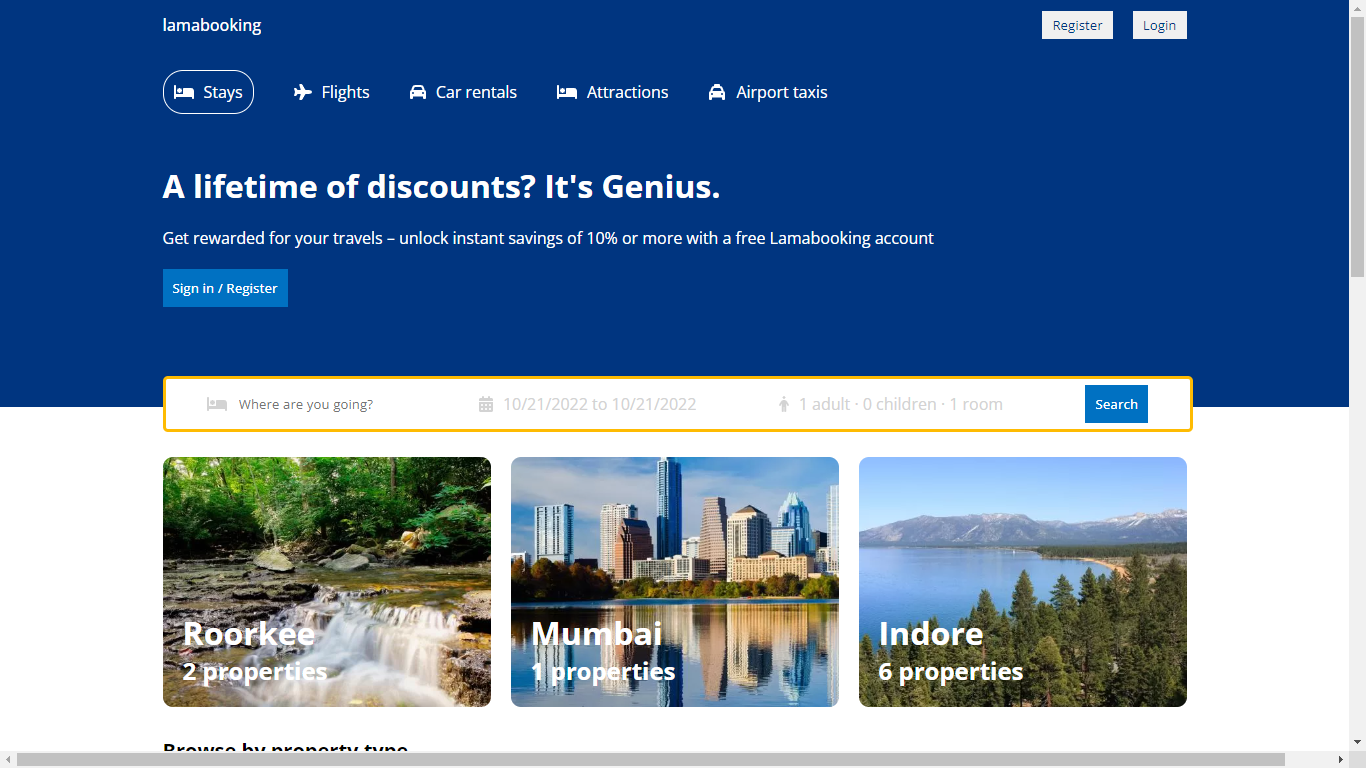 lamabooking
Register
Login
Stays
Flights
Car rentals
Attractions
Airport taxis
A lifetime of discounts? It's Genius.
Get rewarded for your travels – unlock instant savings of 10% or more with a free Lamabooking account
Sign in / Register
Where are you going?
10/21/2022 to 10/21/2022
1 adult · 0 children · 1 room
Search
Roorkee
2 properties
Mumbai
1 properties
Indore
6 properties
Browse by property type